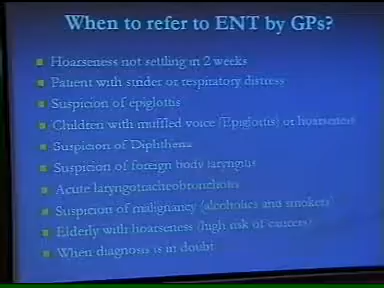 When to refer to ENT by GPs?
Hoarseness not settling in 2 weeks
Patient with stridor or respiratory distress
Suspicion of epiglottis
Children with muffled voice (Epiglottis) or hoarseness
Suspicion of Diphtheria
Suspicion of foreign body laryngitis
Acute laryngotracheobronchitis
Suspicion of malignancy (alcoholics and smokers)
Elderly with hoarseness (high risk of cancers)
When diagnosis is in doubt